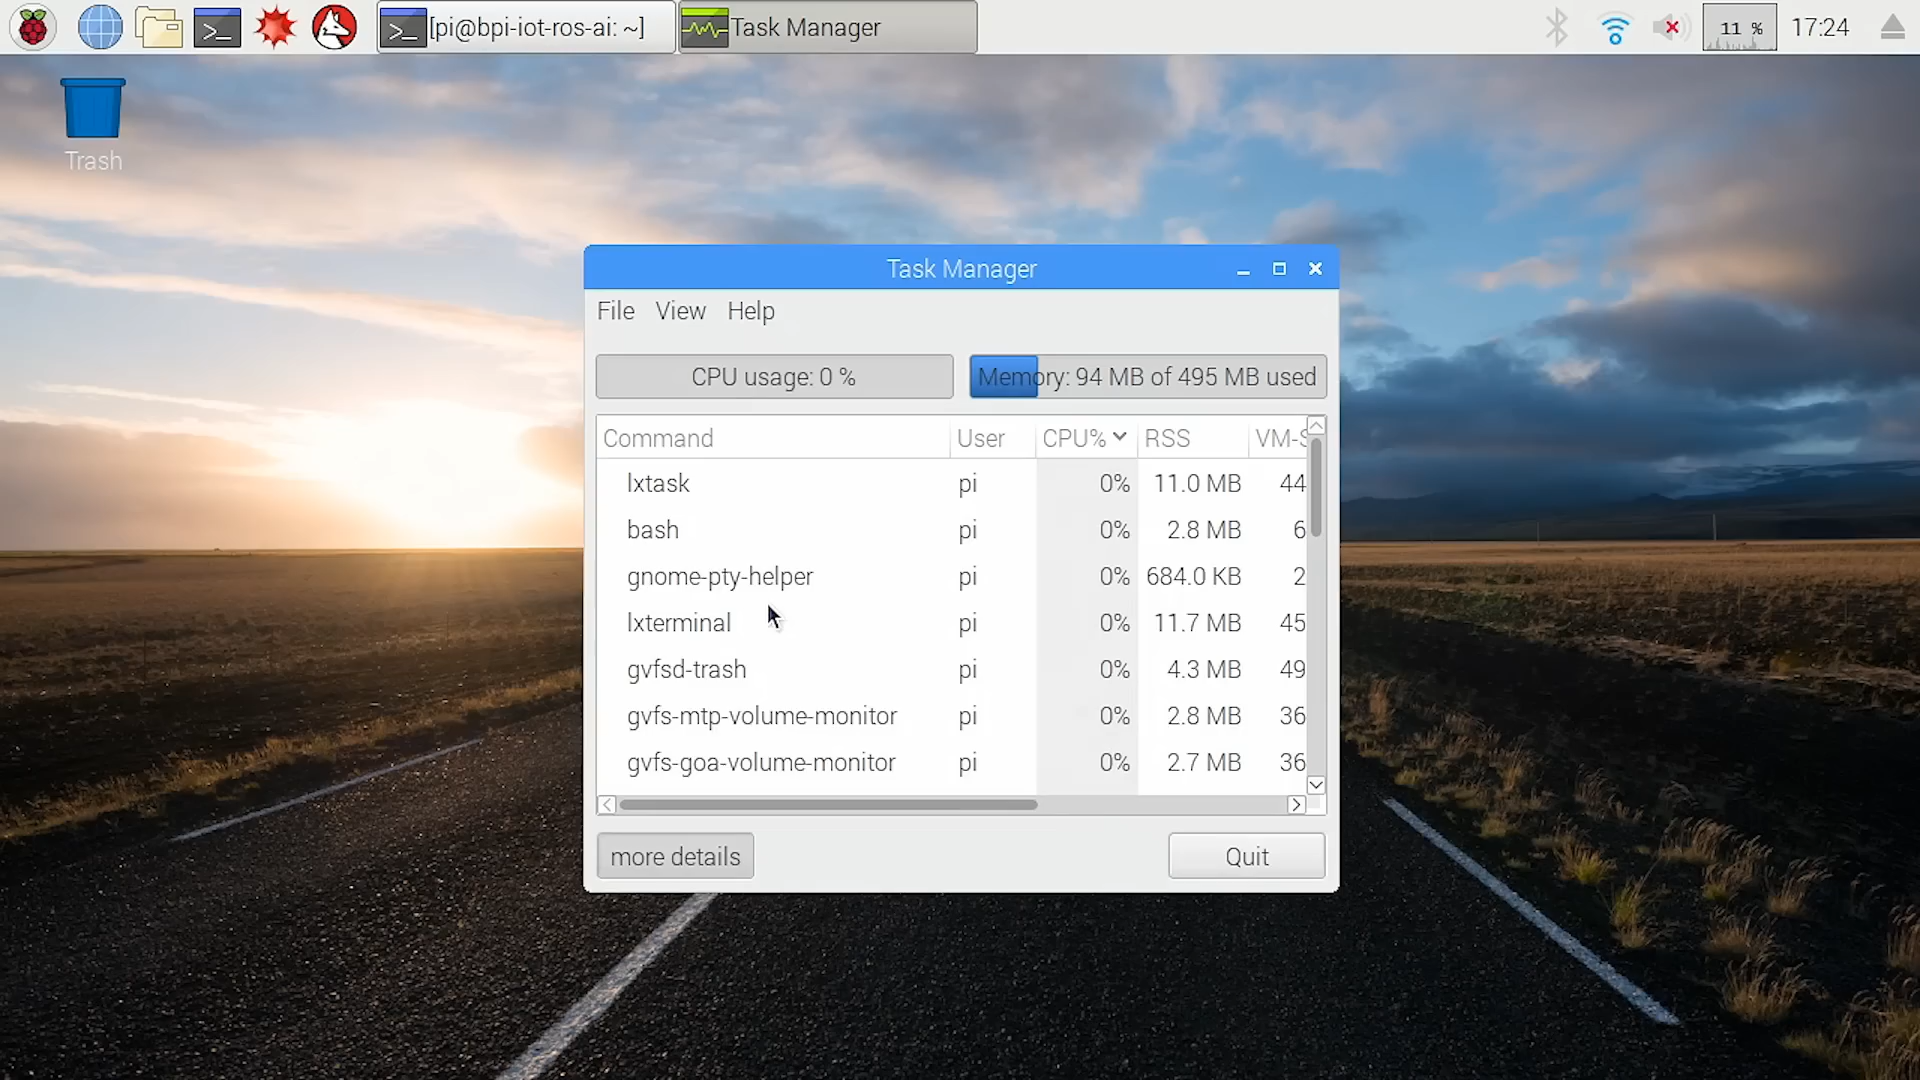 [pi@bpi-iot-ros-ai: ~]
Task Manager
11 %
17:24
Trash
Task Manager
File View Help
CPU usage: 0 %
Memory: 94 MB of 495 MB used
Command User CPU% RSS VM-S
lxtask pi 0% 11.0 MB 44
bash pi 0% 2.8 MB 6
gnome-pty-helper pi 0% 684.0 KB 2
lxterminal pi 0% 11.7 MB 45
gvfsd-trash pi 0% 4.3 MB 49
gvfs-mtp-volume-monitor pi 0% 2.8 MB 36
gvfs-goa-volume-monitor pi 0% 2.7 MB 36
more details
Quit